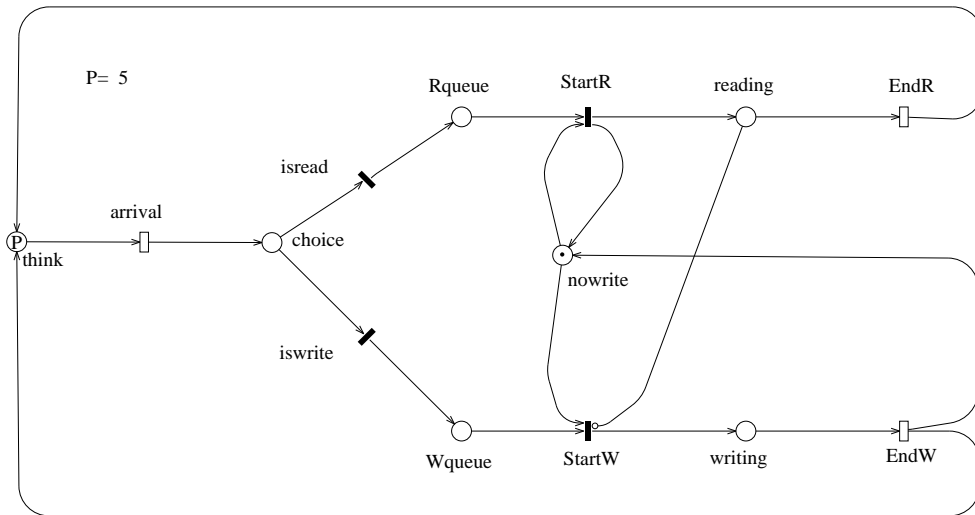 P= 5
Rqueue
StartR
reading
EndR
isread
arrival
P
think
choice
nowrite
iswrite
Wqueue
StartW
writing
EndW